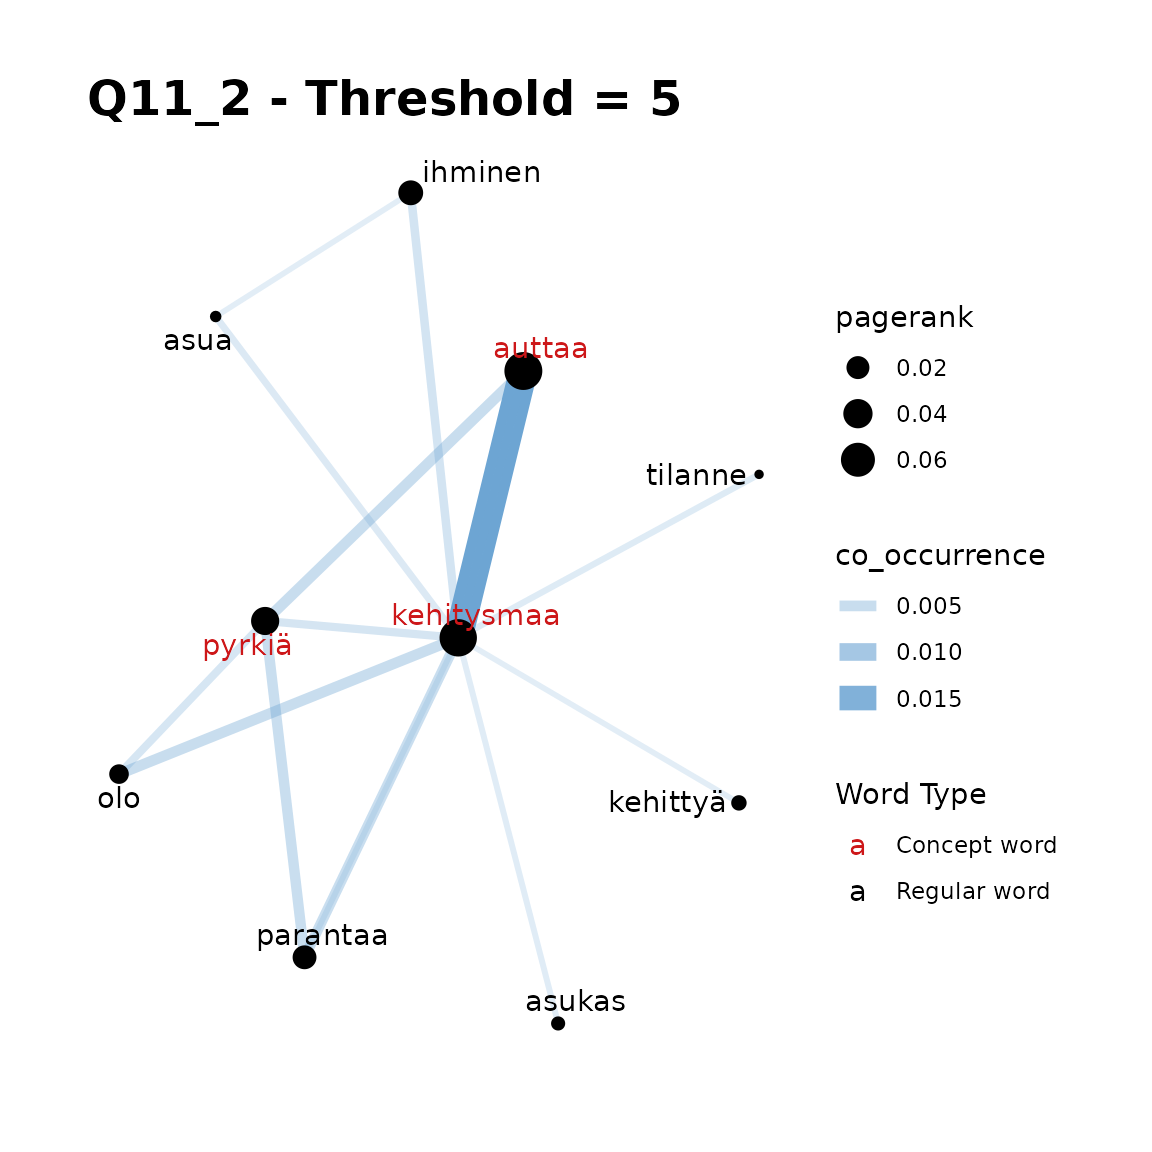 Q11_2 - Threshold = 5
ihminen
asua
auttaa
tilanne
kehitysmaa
pyrkiä
olo
kehittyä
parantaa
asukas
pagerank
0.02
0.04
0.06
co_occurrence
0.005
0.010
0.015
Word Type
a Concept word
a Regular word